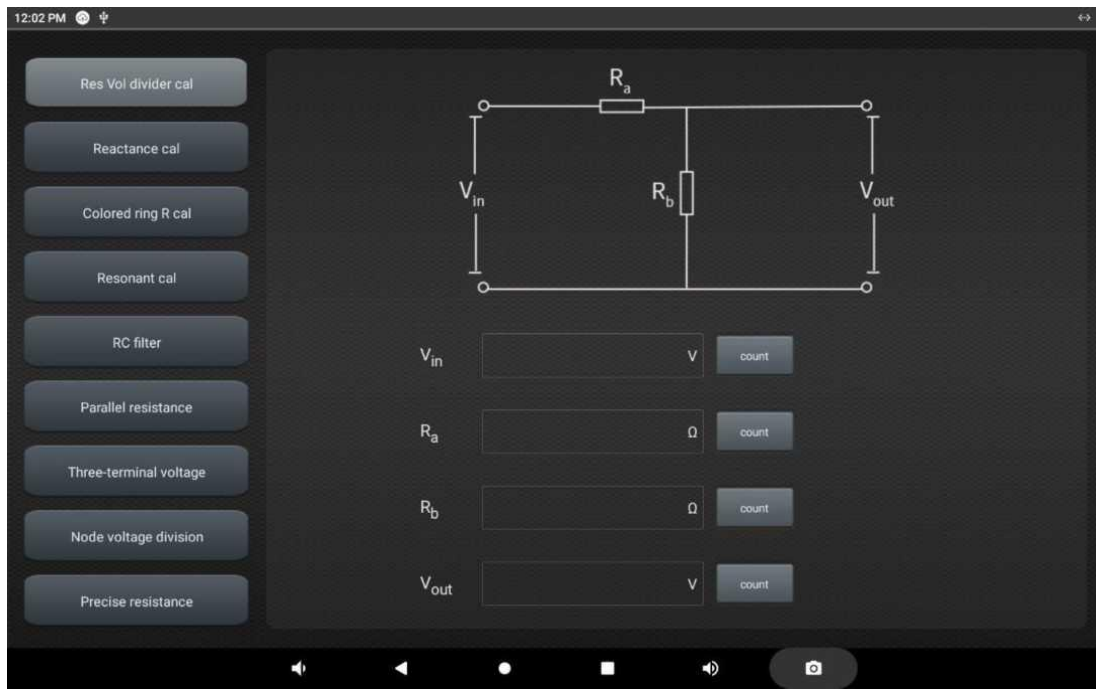 12:02 PM
Res Vol divider cal
Reactance cal
Colored ring R cal
Resonant cal
RC filter
Parallel resistance
Three-terminal voltage
Node voltage division
Precise resistance
Ra
Vin
Rb
Vout
Vin V count
Ra Ω count
Rb Ω count
Vout V count